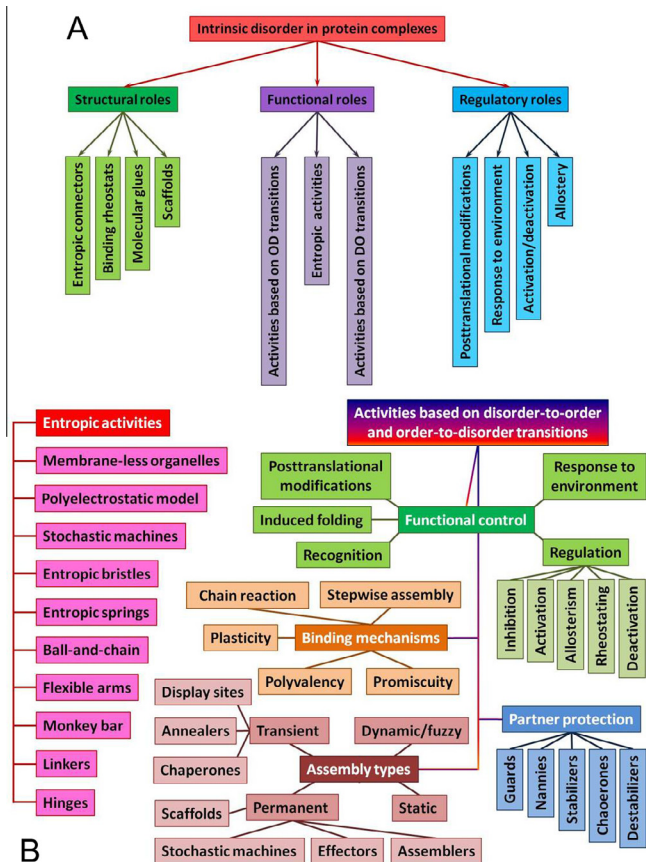 A
Intrinsic disorder in protein complexes
Structural roles
Functional roles
Regulatory roles
Entropic connectors
Binding rheostats
Molecular glues
Scaffolds
Activities based on OD transitions
Entropic activities
Activities based on DO transitions
Posttranslational modifications
Response to environment
Activation/deactivation
Allostery
B
Entropic activities
Membrane-less organelles
Polyelectrostatic model
Stochastic machines
Entropic bristles
Entropic springs
Ball-and-chain
Flexible arms
Monkey bar
Linkers
Hinges
Activities based on disorder-to-order
and order-to-disorder transitions
Posttranslational
modifications
Response to
environment
Induced folding
Functional control
Recognition
Regulation
Inhibition
Activation
Allosterism
Rheostating
Deactivation
Chain reaction
Stepwise assembly
Plasticity
Binding mechanisms
Polyvalency
Promiscuity
Display sites
Annealers
Chaperones
Transient
Dynamic/fuzzy
Assembly types
Scaffolds
Permanent
Static
Stochastic machines
Effectors
Assemblers
Partner protection
Guards
Nannies
Stabilizers
Chaoerones
Destabilizers